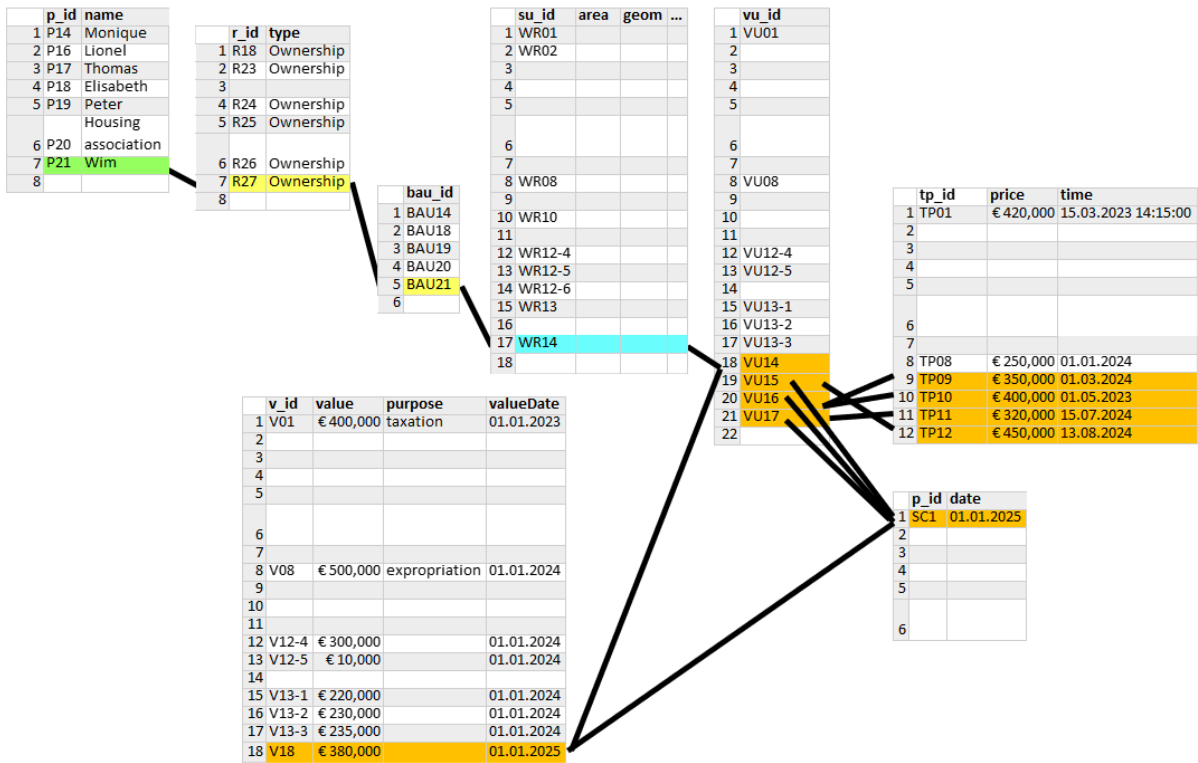 p_id name
1 P14 Monique
2 P16 Lionel
3 P17 Thomas
4 P18 Elisabeth
5 P19 Peter
Housing
6 P20 association
7 P21 Wim
8
r_id type
1 R18 Ownership
2 R23 Ownership
3
4 R24 Ownership
5 R25 Ownership
6 R26 Ownership
7 R27 Ownership
8
bau_id
1 BAU14
2 BAU18
3 BAU19
4 BAU20
5 BAU21
6
su_id area geom ...
1 WR01
2 WR02
3
4
5
6
7
8 WR08
9
10 WR10
11
12 WR12-4
13 WR12-5
14 WR12-6
15 WR13
16
17 WR14
18
vu_id
1 VU01
2
3
4
5
6
7
8 VU08
9
10
11
12 VU12-4
13 VU12-5
14
15 VU13-1
16 VU13-2
17 VU13-3
18 VU14
19 VU15
20 VU16
21 VU17
22
tp_id price time
1 TP01 € 420,000 15.03.2023 14:15:00
2
3
4
5
6
7
8 TP08 € 250,000 01.01.2024
9 TP09 € 350,000 01.03.2024
10 TP10 € 400,000 01.05.2023
11 TP11 € 320,000 15.07.2024
12 TP12 € 450,000 13.08.2024
v_id value purpose valueDate
1 V01 € 400,000 taxation 01.01.2023
2
3
4
5
6
7
8 V08 € 500,000 expropriation 01.01.2024
9
10
11
12 V12-4 € 300,000 01.01.2024
13 V12-5 € 10,000 01.01.2024
14
15 V13-1 € 220,000 01.01.2024
16 V13-2 € 230,000 01.01.2024
17 V13-3 € 235,000 01.01.2024
18 V18 € 380,000 01.01.2025
p_id date
1 SC1 01.01.2025
2
3
4
5
6